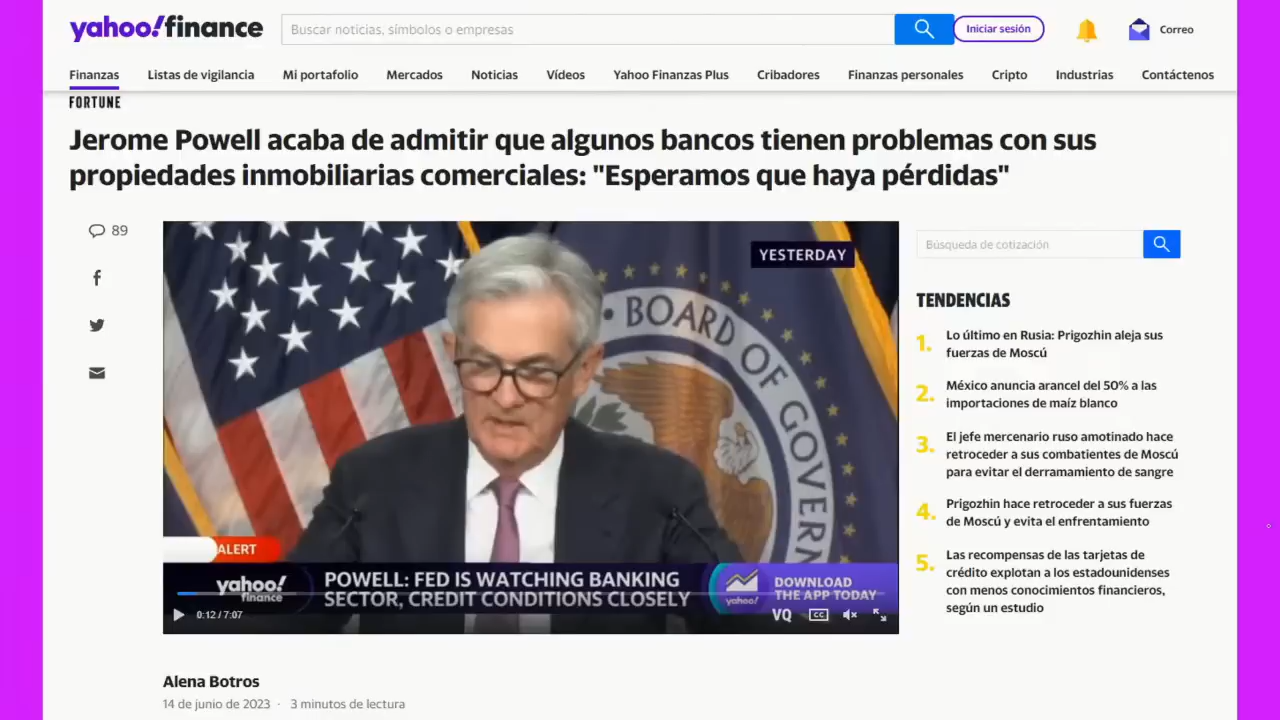 yahoo!finance
Buscar noticias, símbolos o empresas
Iniciar sesión
Correo
Finanzas
Listas de vigilancia
Mi portafolio
Mercados
Noticias
Vídeos
Yahoo Finanzas Plus
Cribadores
Finanzas personales
Cripto
Industrias
Contáctenos
FORTUNE
Jerome Powell acaba de admitir que algunos bancos tienen problemas con sus
propiedades inmobiliarias comerciales: "Esperamos que haya pérdidas"
89
YESTERDAY
BOARD OF GOVERN
ALERT
yahoo!
finance
POWELL: FED IS WATCHING BANKING
SECTOR, CREDIT CONDITIONS CLOSELY
yahoo!
DOWNLOAD
THE APP TODAY
0:12 / 7:07
VQ
CC
Búsqueda de cotización
TENDENCIAS
1. Lo último en Rusia: Prigozhin aleja sus
fuerzas de Moscú
2. México anuncia arancel del 50% a las
importaciones de maíz blanco
3. El jefe mercenario ruso amotinado hace
retroceder a sus combatientes de Moscú
para evitar el derramamiento de sangre
4. Prigozhin hace retroceder a sus fuerzas
de Moscú y evita el enfrentamiento
5. Las recompensas de las tarjetas de
crédito explotan a los estadounidenses
con menos conocimientos financieros,
según un estudio
Alena Botros
14 de junio de 2023 · 3 minutos de lectura